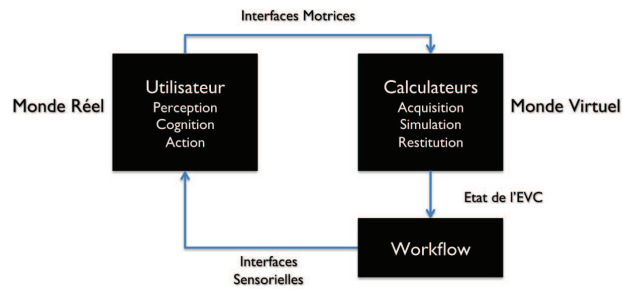 Interfaces Motrices
Monde Réel
Utilisateur
Perception
Cognition
Action
Calculateurs
Acquisition
Simulation
Restitution
Monde Virtuel
Etat de l'EVC
Workflow
Interfaces
Sensorielles